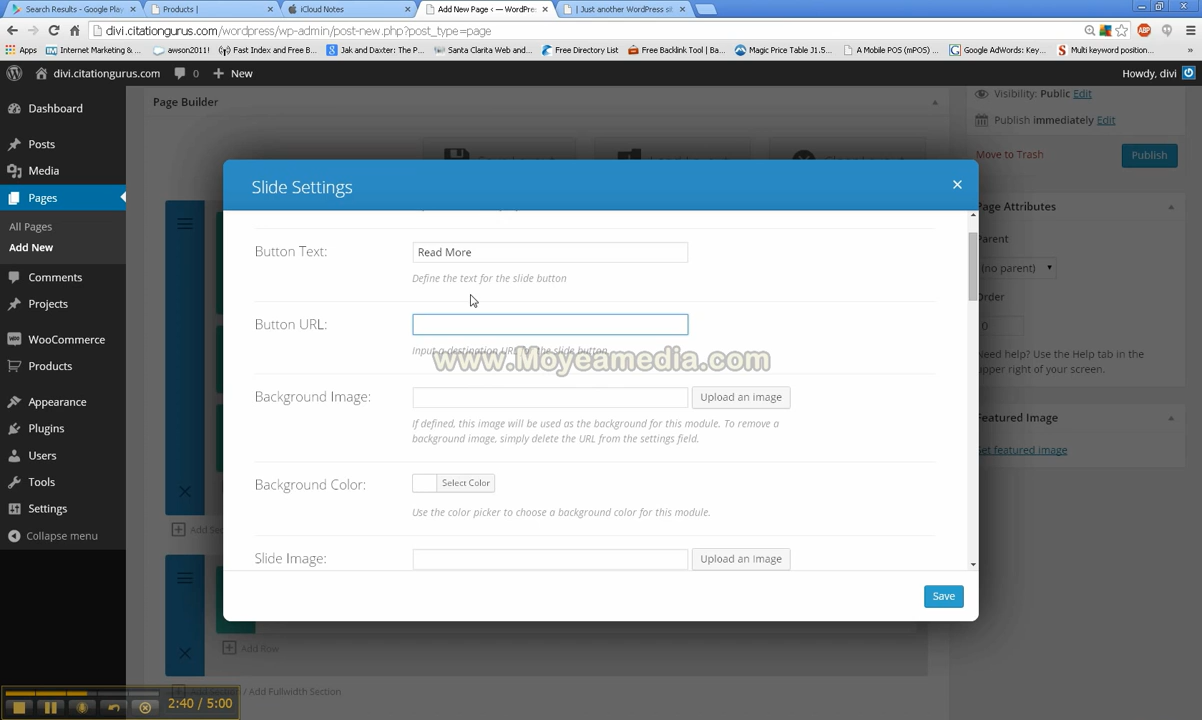 Search Results - Google Play
Products |
iCloud Notes
Add New Page < — WordPre
| Just another WordPress sit
divi.citationgurus.com/wordpress/wp-admin/post-new.php?post_type=page
Apps
Internet Marketing & ...
awson2011!
Fast Index and Free B...
Jak and Daxter: The P...
Santa Clarita Web and...
Free Directory List
Free Backlink Tool | Ba...
Magic Price Table J1.5...
A Mobile POS (mPOS) ...
Google AdWords: Key...
Multi keyword position...
»
divi.citationgurus.com
0
+ New
Howdy, divi
Dashboard
Posts
Media
Pages
All Pages
Add New
Comments
Projects
WooCommerce
Products
Appearance
Plugins
Users
Tools
Settings
Collapse menu
Page Builder
Visibility: Public Edit
Publish immediately Edit
Move to Trash
Publish
Page Attributes
Parent
(no parent)
Order
0
Need help? Use the Help tab in the
upper right of your screen.
Featured Image
Set featured image
Slide Settings
Button Text:
Read More
Define the text for the slide button
Button URL:
Input a destination URL for the slide button
www.Moyeamedia.com
Background Image:
Upload an image
If defined, this image will be used as the background for this module. To remove a
background image, simply delete the URL from the settings field.
Background Color:
Select Color
Use the color picker to choose a background color for this module.
Slide Image:
Upload an image
Save
Add Row
/ Add Fullwidth Section
2:40 / 5:00